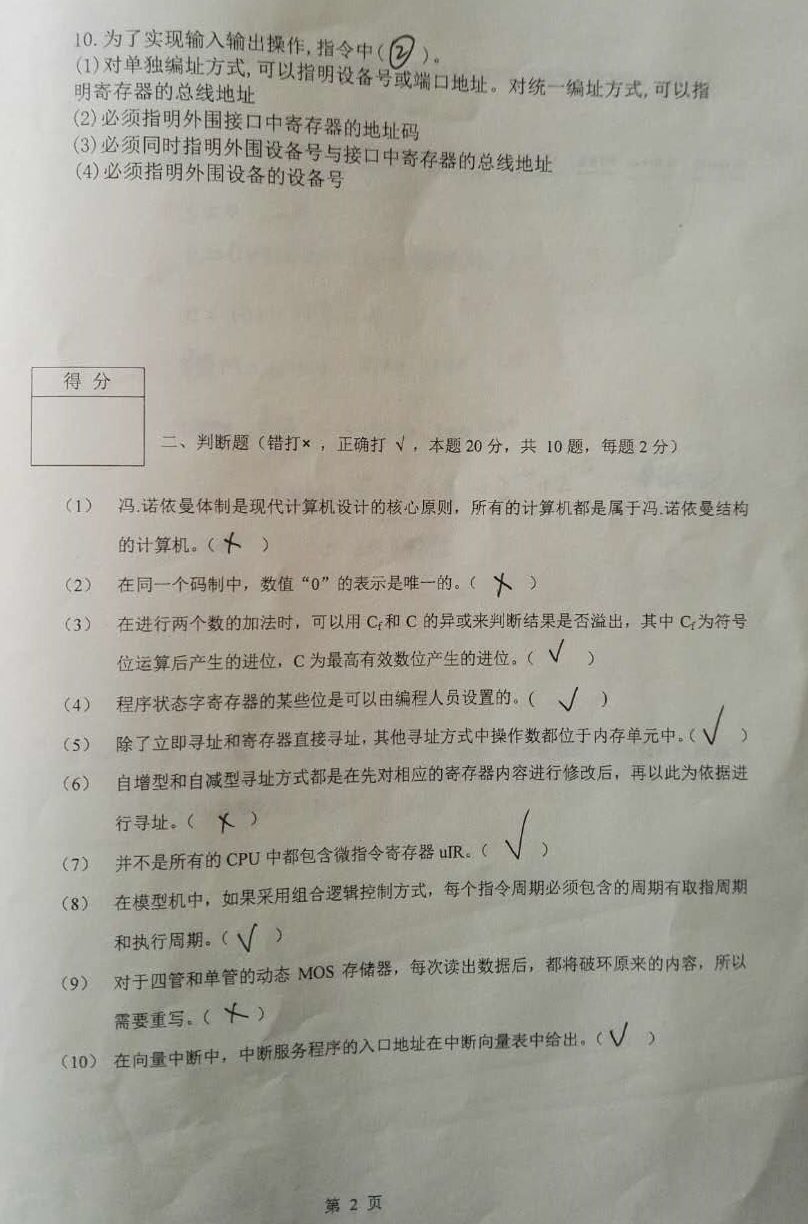 10.为了实现输入输出操作,指令中(②)。
(1)对单独编址方式,可以指明设备号或端口地址。对统一编址方式,可以指
明寄存器的总线地址
(2)必须指明外围接口中寄存器的地址码
(3)必须同时指明外围设备号与接口中寄存器的总线地址
(4)必须指明外围设备的设备号
得 分
二、判断题（错打×，正确打 √，本题20分，共 10题，每题2分）
（1） 冯.诺依曼体制是现代计算机设计的核心原则，所有的计算机都是属于冯.诺依曼结构
的计算机。（ × ）
（2） 在同一个码制中，数值“0”的表示是唯一的。（ × ）
（3） 在进行两个数的加法时，可以用 Cf和 C 的异或来判断结果是否溢出，其中 Cf为符号
位运算后产生的进位，C 为最高有效数位产生的进位。（ √ ）
（4） 程序状态字寄存器的某些位是可以由编程人员设置的。( √ )
（5） 除了立即寻址和寄存器直接寻址，其他寻址方式中操作数都位于内存单元中。（ √ ）
（6） 自增型和自减型寻址方式都是在先对相应的寄存器内容进行修改后，再以此为依据进
行寻址。（ × ）
（7） 并不是所有的 CPU 中都包含微指令寄存器 uIR。（ √ ）
（8） 在模型机中，如果采用组合逻辑控制方式，每个指令周期必须包含的周期有取指周期
和执行周期。（ √ ）
（9） 对于四管和单管的动态 MOS 存储器，每次读出数据后，都将破环原来的内容，所以
需要重写。（ × ）
（10） 在向量中断中，中断服务程序的入口地址在中断向量表中给出。（ √ ）
第 2 页